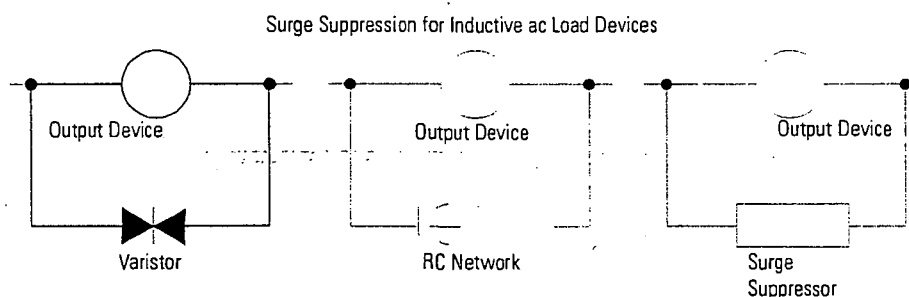 Surge Suppression for Inductive ac Load Devices
Output Device
Output Device
Output Device
Varistor
RC Network
Surge
Suppressor